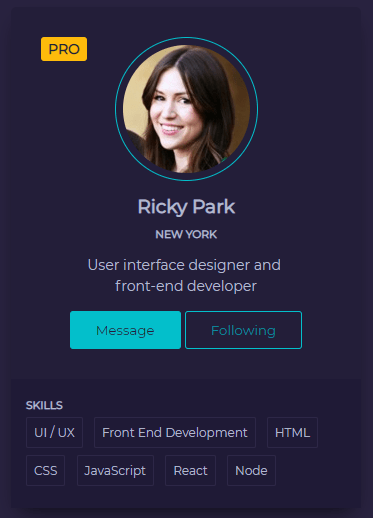 PRO
Ricky Park
NEW YORK
User interface designer and
front-end developer
Message Following
SKILLS
UI / UX Front End Development HTML
CSS JavaScript React Node